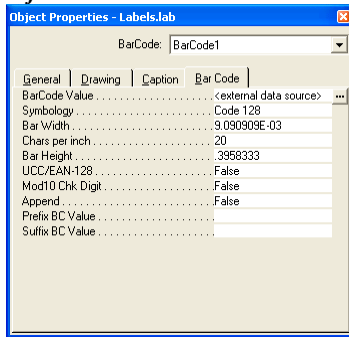 Object Properties - Labels.lab
BarCode: BarCode1
General Drawing Caption Bar Code
BarCode Value . . . . . . . . . . . . . . . <external data source> ...
Symbology . . . . . . . . . . . . . . . . . Code 128
Bar Width . . . . . . . . . . . . . . . . . . 9.090909E-03
Chars per inch . . . . . . . . . . . . . . 20
Bar Height . . . . . . . . . . . . . . . . . .3958333
UCC/EAN-128 . . . . . . . . . . . . . . False
Mod10 Chk Digit . . . . . . . . . . . . . False
Append . . . . . . . . . . . . . . . . . . . False
Prefix BC Value . . . . . . . . . . . . . .
Suffix BC Value . . . . . . . . . . . . . .